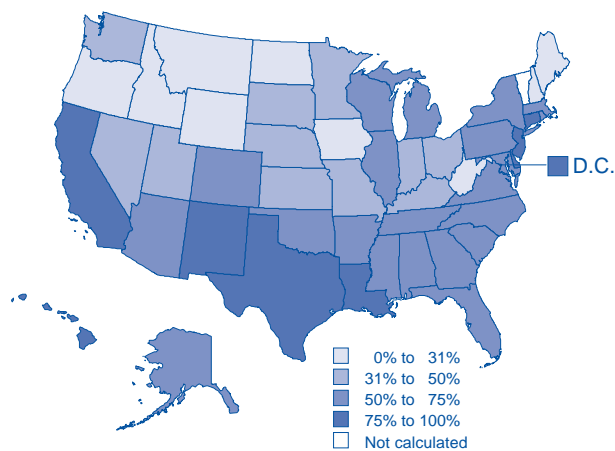 D.C.
0% to 31%
31% to 50%
50% to 75%
75% to 100%
Not calculated